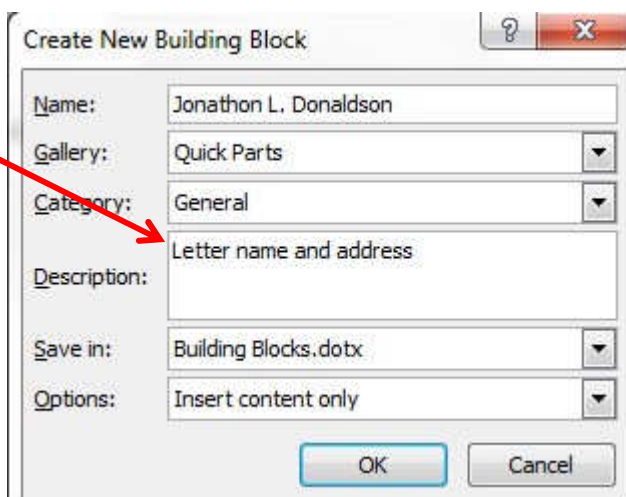 Create New Building Block
Name: Jonathon L. Donaldson
Gallery: Quick Parts
Category: General
Description: Letter name and address
Save in: Building Blocks.dotx
Options: Insert content only
OK Cancel